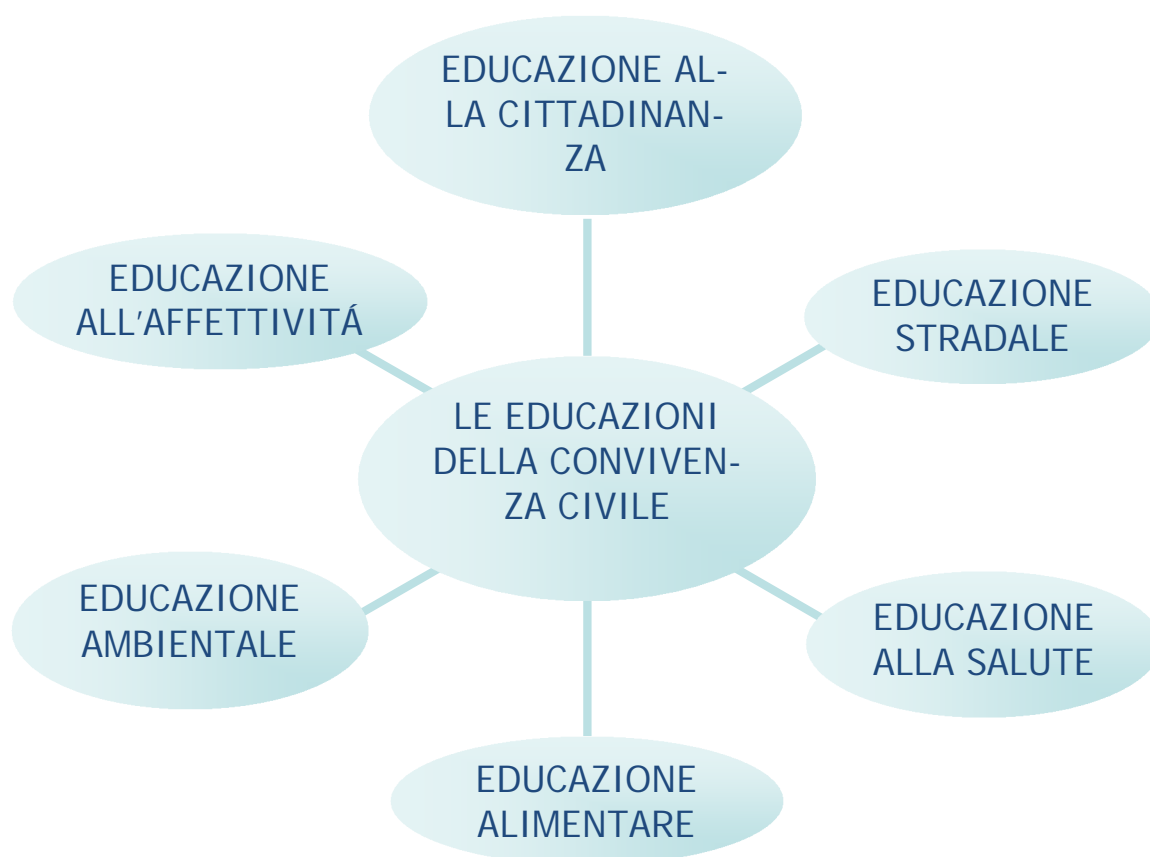 EDUCAZIONE AL-
LA CITTADINAN-
ZA
EDUCAZIONE
ALL'AFFETTIVITÁ
EDUCAZIONE
STRADALE
LE EDUCAZIONI
DELLA CONVIVEN-
ZA CIVILE
EDUCAZIONE
AMBIENTALE
EDUCAZIONE
ALLA SALUTE
EDUCAZIONE
ALIMENTARE